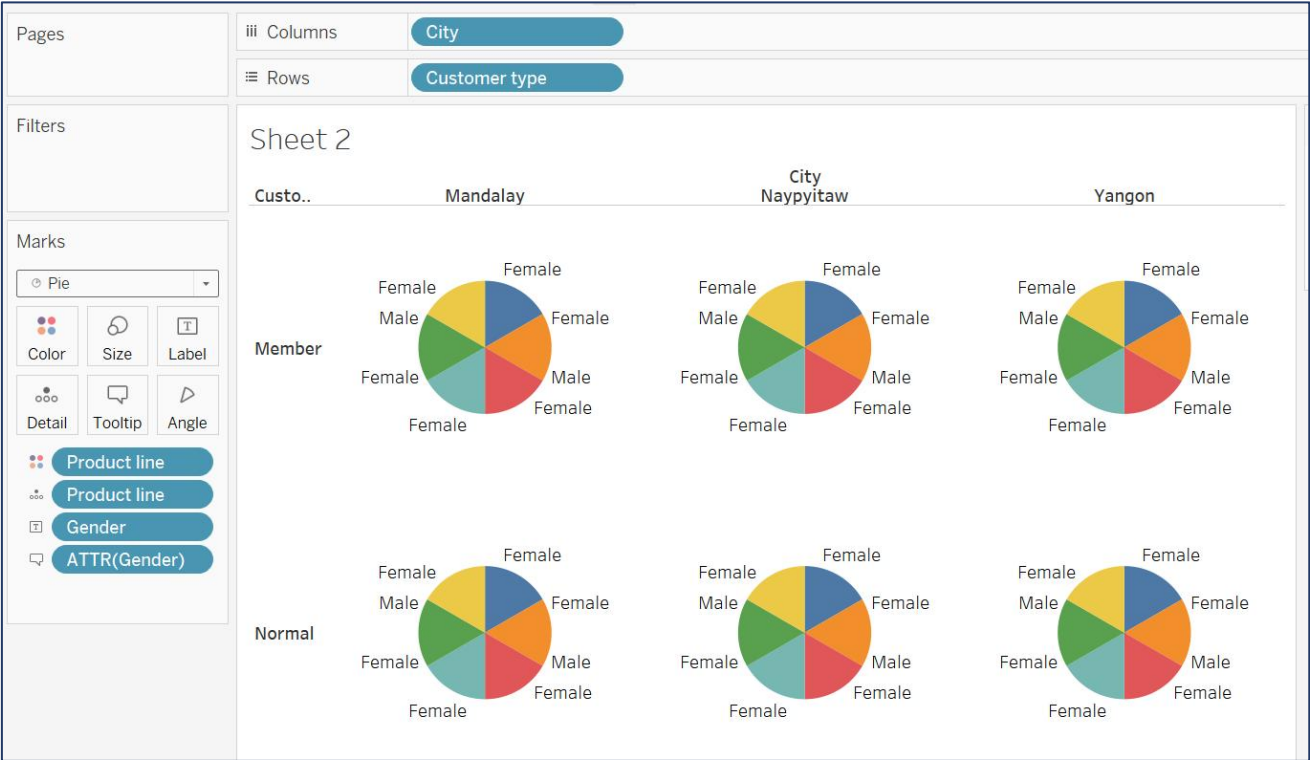 Pages
iii Columns City
Rows Customer type
Filters
Sheet 2
City
Custo.. Mandalay Naypyitaw Yangon
Marks
Pie
Color Size T Label
Detail Tooltip Angle
Product line
Product line
T Gender
ATTR(Gender)
Member
Female Female Male Female Female Male Female Female
Female Female Male Female Female Male Female Female
Female Female Male Female Female Male Female Female
Normal
Female Female Male Female Female Male Female Female
Female Female Male Female Female Male Female Female
Female Female Male Female Female Male Female Female